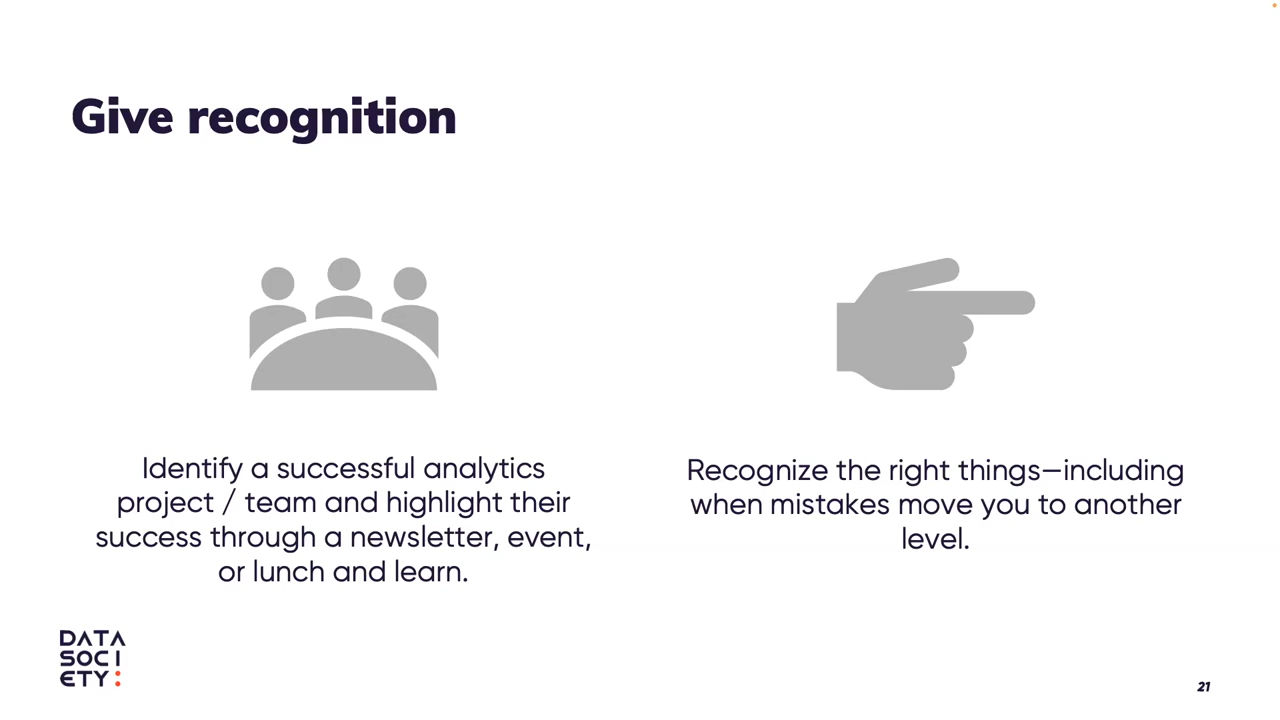 Give recognition
Identify a successful analytics
project / team and highlight their
success through a newsletter, event,
or lunch and learn.
Recognize the right things—including
when mistakes move you to another
level.
DATA
SOCI
ETY:
21